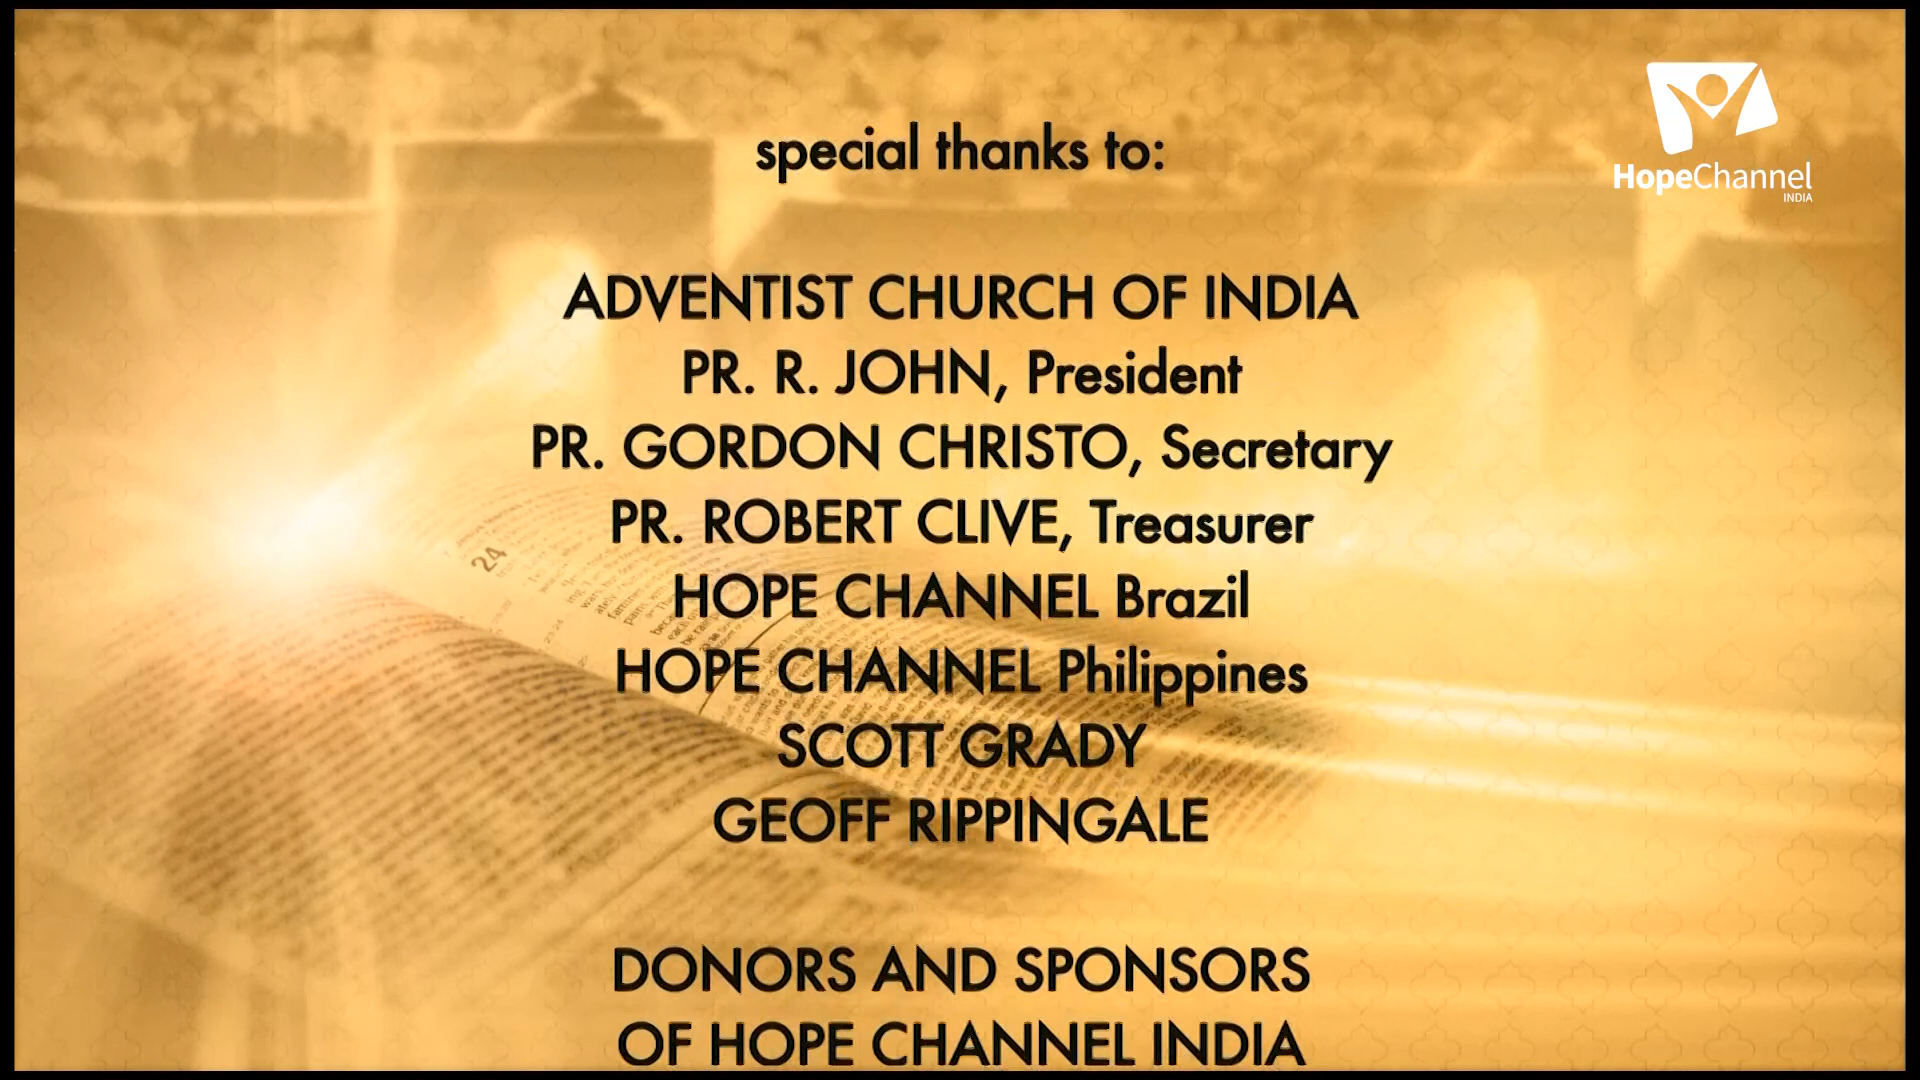 special thanks to:
HopeChannel
INDIA
ADVENTIST CHURCH OF INDIA
PR. R. JOHN, President
PR. GORDON CHRISTO, Secretary
PR. ROBERT CLIVE, Treasurer
HOPE CHANNEL Brazil
HOPE CHANNEL Philippines
SCOTT GRADY
GEOFF RIPPINGALE
DONORS AND SPONSORS
OF HOPE CHANNEL INDIA
24